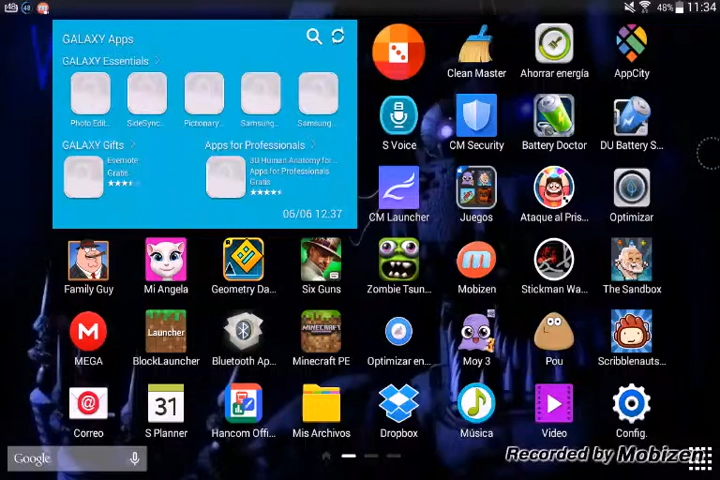 48
48%
11:34
GALAXY Apps
GALAXY Essentials
Photo Edit..
SideSync..
Pictionary..
Samsung..
Samsung..
GALAXY Gifts
Evernote
Gratis
Apps for Professionals
3D Human Anatomy for...
Apps for Professionals
Gratis
06/06 12.37
Clean Master
Ahorrar energía
AppCity
S Voice
CM Security
Battery Doctor
DU Battery S...
CM Launcher
Juegos
Ataque al Pris...
Optimizar
Family Guy
Mi Angela
Geometry Da...
Six Guns
Zombie Tsun...
Mobizen
Stickman Wa...
The Sandbox
Launcher
MEGA
BlockLauncher
Bluetooth Ap...
MINECRAFT
Minecraft PE
Optimizar en...
Moy 3
Pou
Scribblenauts...
31
Correo
S Planner
Hancom Offi...
Mis Archivos
Dropbox
Música
Video
Config.
Google
Recorded by Mobizen